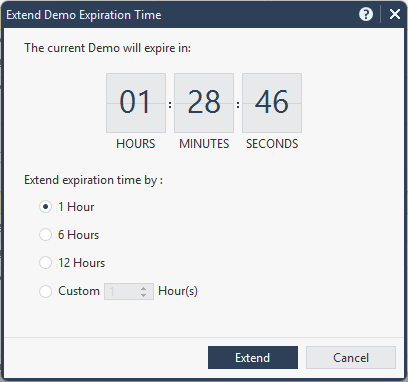 Extend Demo Expiration Time ?
The current Demo will expire in:
01 : 28 : 46
HOURS MINUTES SECONDS
Extend expiration time by :
1 Hour
6 Hours
12 Hours
Custom 1 Hour(s)
Extend Cancel